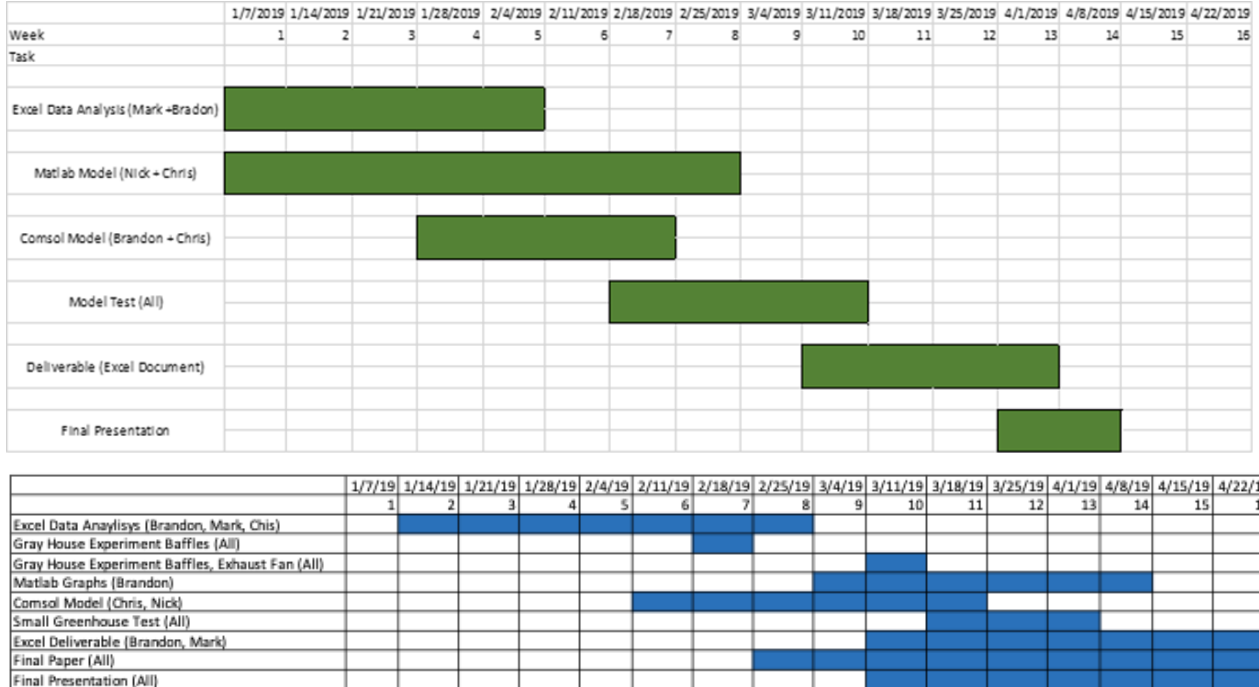 1/7/2019 1/14/2019 1/21/2019 1/28/2019 2/4/2019 2/11/2019 2/18/2019 2/25/2019 3/4/2019 3/11/2019 3/18/2019 3/25/2019 4/1/2019 4/8/2019 4/15/2019 4/22/2019
Week 1 2 3 4 5 6 7 8 9 10 11 12 13 14 15 16
Task
Excel Data Analysis (Mark +Bradon)
Matlab Model (Nick + Chris)
Comsol Model (Brandon + Chris)
Model Test (All)
Deliverable (Excel Document)
Final Presentation
1/7/19 1/14/19 1/21/19 1/28/19 2/4/19 2/11/19 2/18/19 2/25/19 3/4/19 3/11/19 3/18/19 3/25/19 4/1/19 4/8/19 4/15/19 4/22/1
1 2 3 4 5 6 7 8 9 10 11 12 13 14 15 1
Excel Data Anaylisys (Brandon, Mark, Chis)
Gray House Experiment Baffles (All)
Gray House Experiment Baffles, Exhaust Fan (All)
Matlab Graphs (Brandon)
Comsol Model (Chris, Nick)
Small Greenhouse Test (All)
Excel Deliverable (Brandon, Mark)
Final Paper (All)
Final Presentation (All)